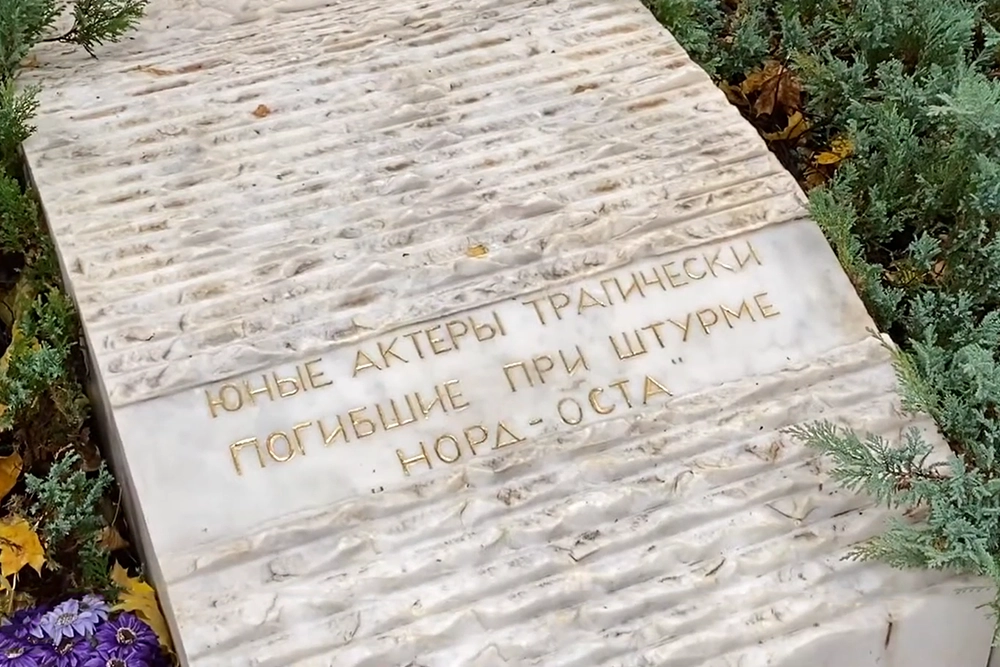 ЮНЫЕ АКТЕРЫ ТРАГИЧЕСКИ
ПОГИБШИЕ ПРИ ШТУРМЕ
"НОРД-ОСТА"